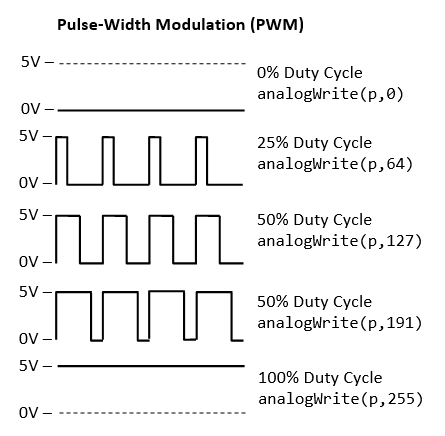 Pulse-Width Modulation (PWM)
5V
0% Duty Cycle
analogWrite(p,0)
0V
5V
25% Duty Cycle
analogWrite(p,64)
0V
5V
50% Duty Cycle
analogWrite(p,127)
0V
5V
50% Duty Cycle
analogWrite(p,191)
0V
5V
100% Duty Cycle
analogWrite(p,255)
0V